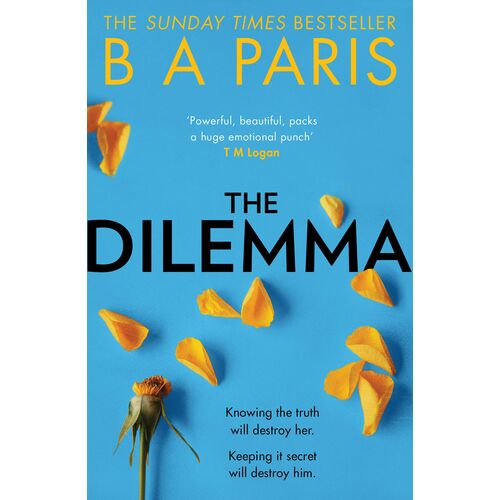 THE SUNDAY TIMES BESTSELLER
B A PARIS
‘Powerful, beautiful, packs
a huge emotional punch’
T M Logan
THE
DILEMMA
Knowing the truth
will destroy her.
Keeping it secret
will destroy him.